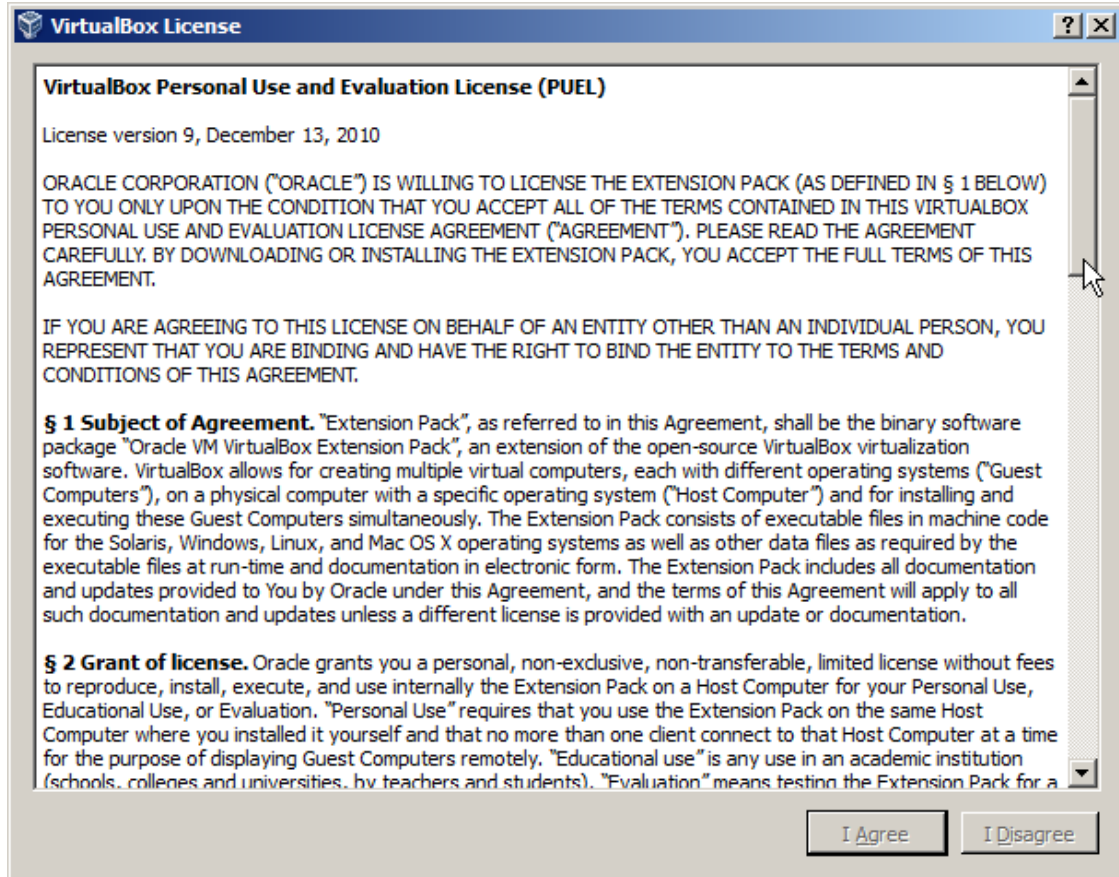 VirtualBox License
VirtualBox Personal Use and Evaluation License (PUEL)
License version 9, December 13, 2010
ORACLE CORPORATION ("ORACLE") IS WILLING TO LICENSE THE EXTENSION PACK (AS DEFINED IN § 1 BELOW)
TO YOU ONLY UPON THE CONDITION THAT YOU ACCEPT ALL OF THE TERMS CONTAINED IN THIS VIRTUALBOX
PERSONAL USE AND EVALUATION LICENSE AGREEMENT ("AGREEMENT"). PLEASE READ THE AGREEMENT
CAREFULLY. BY DOWNLOADING OR INSTALLING THE EXTENSION PACK, YOU ACCEPT THE FULL TERMS OF THIS
AGREEMENT.
IF YOU ARE AGREEING TO THIS LICENSE ON BEHALF OF AN ENTITY OTHER THAN AN INDIVIDUAL PERSON, YOU
REPRESENT THAT YOU ARE BINDING AND HAVE THE RIGHT TO BIND THE ENTITY TO THE TERMS AND
CONDITIONS OF THIS AGREEMENT.
§ 1 Subject of Agreement. "Extension Pack", as referred to in this Agreement, shall be the binary software
package "Oracle VM VirtualBox Extension Pack", an extension of the open-source VirtualBox virtualization
software. VirtualBox allows for creating multiple virtual computers, each with different operating systems ("Guest
Computers"), on a physical computer with a specific operating system ("Host Computer") and for installing and
executing these Guest Computers simultaneously. The Extension Pack consists of executable files in machine code
for the Solaris, Windows, Linux, and Mac OS X operating systems as well as other data files as required by the
executable files at run-time and documentation in electronic form. The Extension Pack includes all documentation
and updates provided to You by Oracle under this Agreement, and the terms of this Agreement will apply to all
such documentation and updates unless a different license is provided with an update or documentation.
§ 2 Grant of license. Oracle grants you a personal, non-exclusive, non-transferable, limited license without fees
to reproduce, install, execute, and use internally the Extension Pack on a Host Computer for your Personal Use,
Educational Use, or Evaluation. "Personal Use" requires that you use the Extension Pack on the same Host
Computer where you installed it yourself and that no more than one client connect to that Host Computer at a time
for the purpose of displaying Guest Computers remotely. "Educational use" is any use in an academic institution
(schools, colleges and universities, by teachers and students). "Evaluation" means testing the Extension Pack for a
I Agree
I Disagree